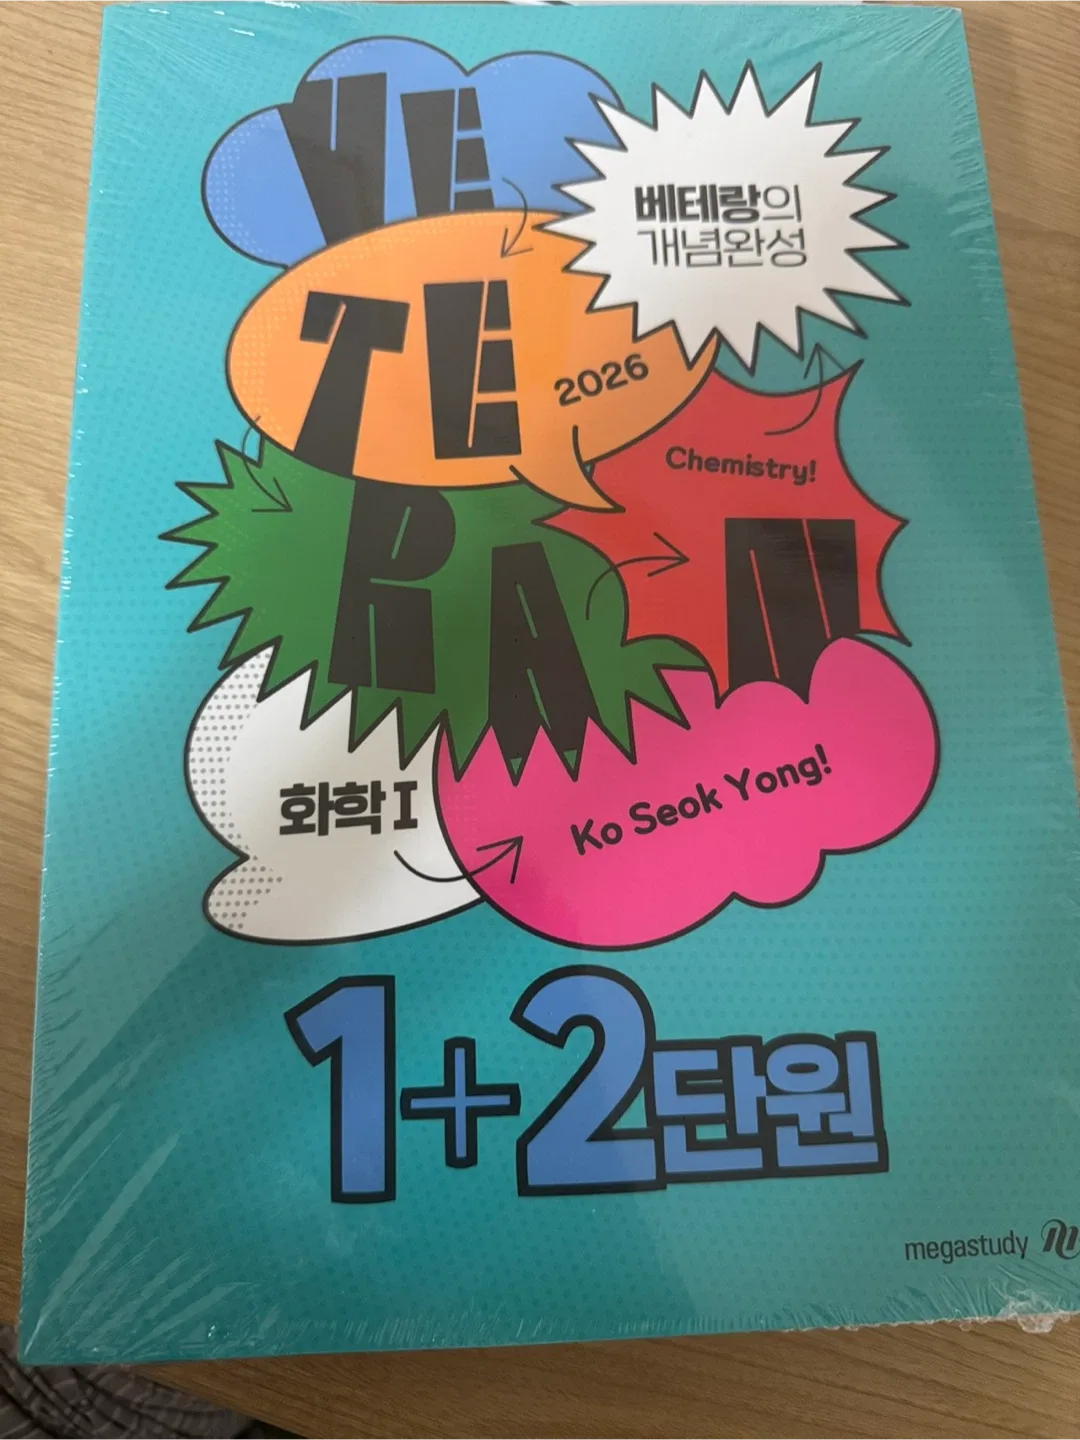 VE
베테랑의
개념완성
TE
2026
Chemistry!
RA
N
화학 I
Ko Seok Yong!
1+2단원
megastudy